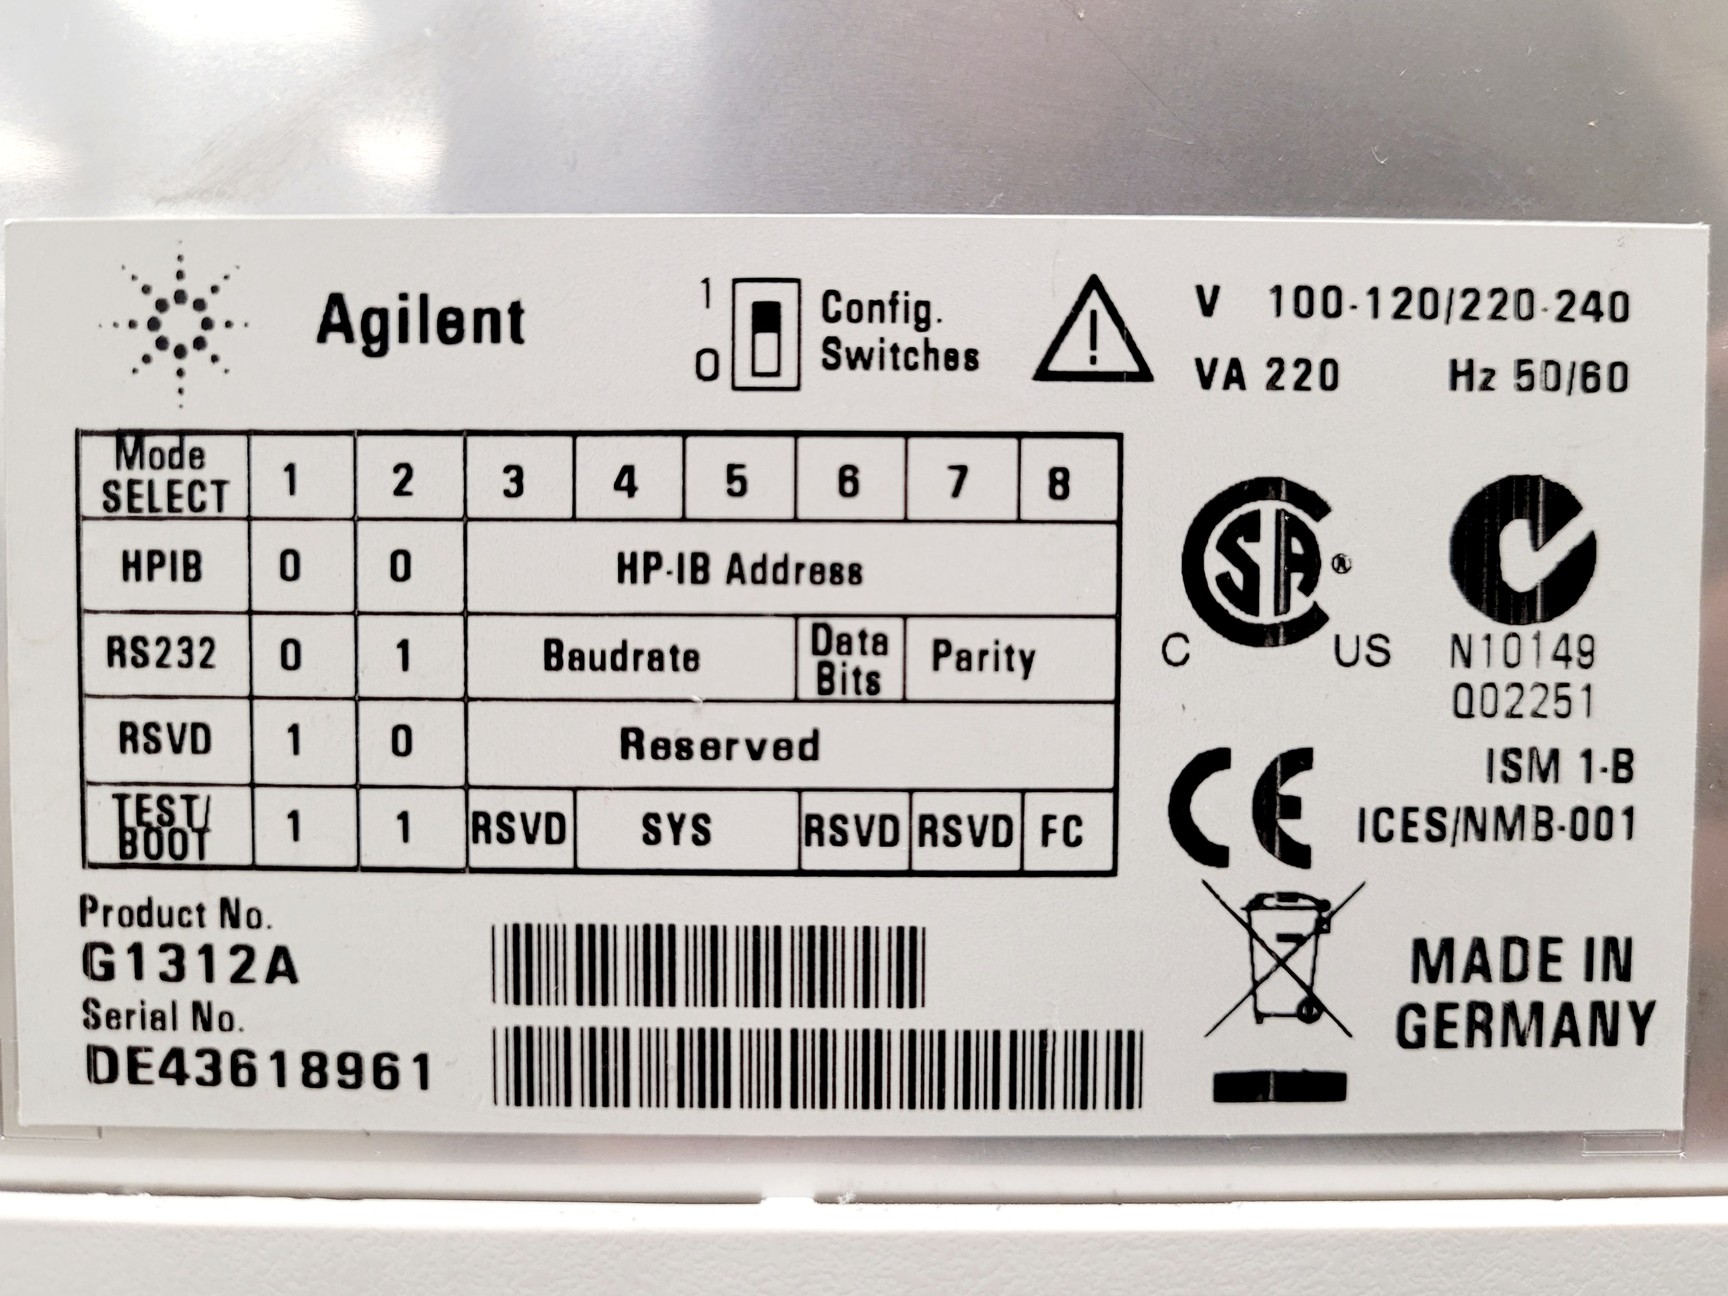 Agilent
1
0
Config.
Switches
V 100-120/220-240
VA 220 Hz 50/60
Mode SELECT 1 2 3 4 5 6 7 8
HPIB 0 0 HP-IB Address
RS232 0 1 Baudrate Data Bits Parity
RSVD 1 0 Reserved
TEST/BOOT 1 1 RSVD SYS RSVD RSVD FC
CSA ®
C US
N10149
Q02251
CE
ISM 1-B
ICES/NMB-001
Product No.
G1312A
Serial No.
DE43618961
MADE IN
GERMANY